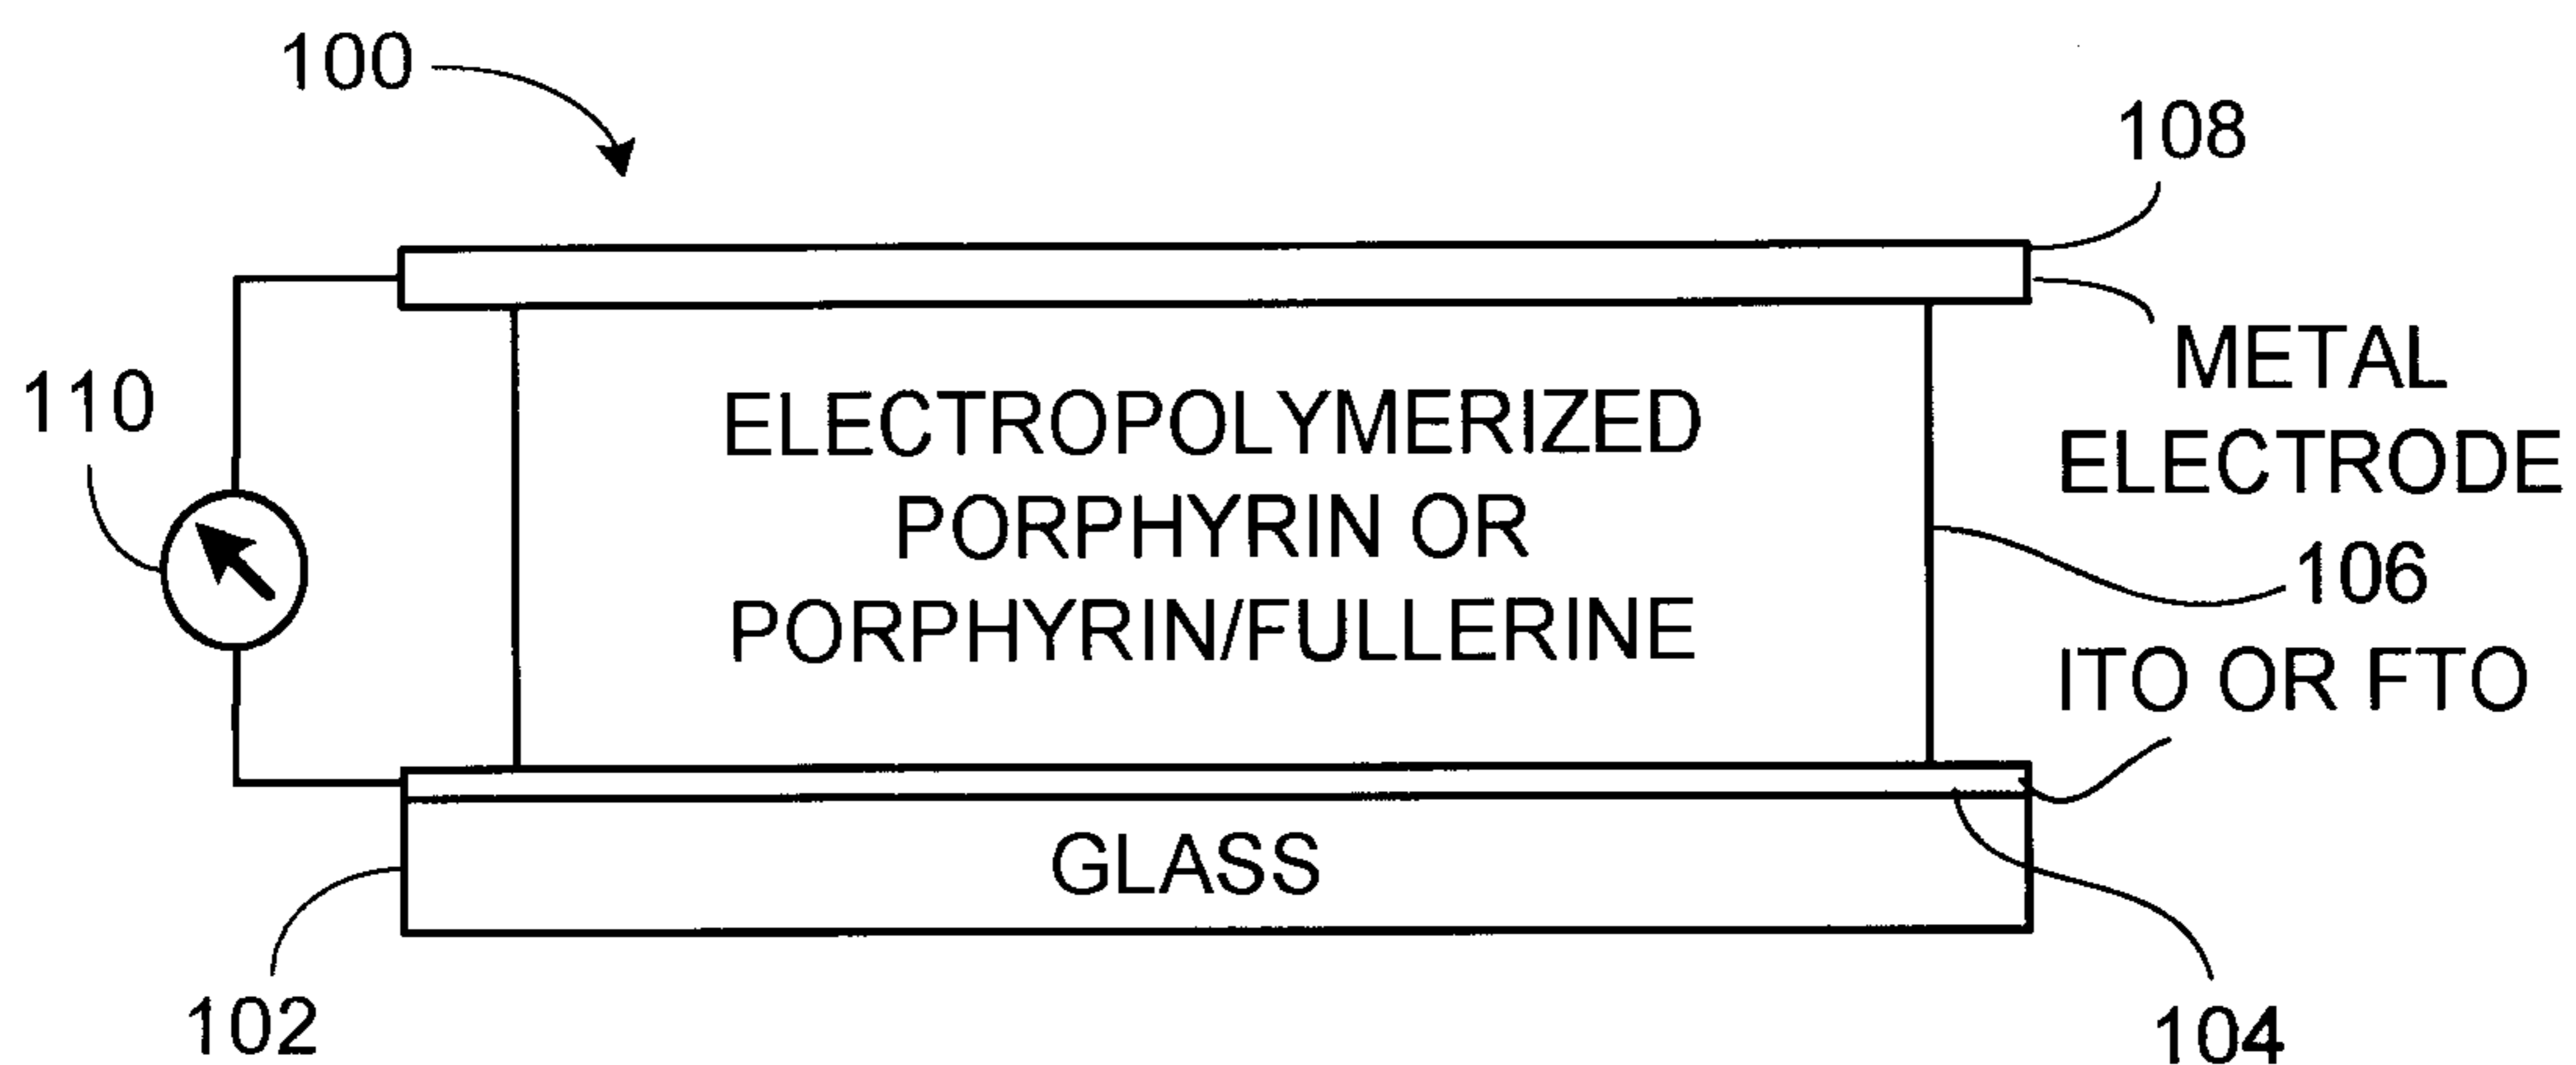 100
108
METAL
ELECTRODE
110
ELECTROPOLYMERIZED
PORPHYRIN OR
PORPHYRIN/FULLERINE
106
ITO OR FTO
GLASS
102
104